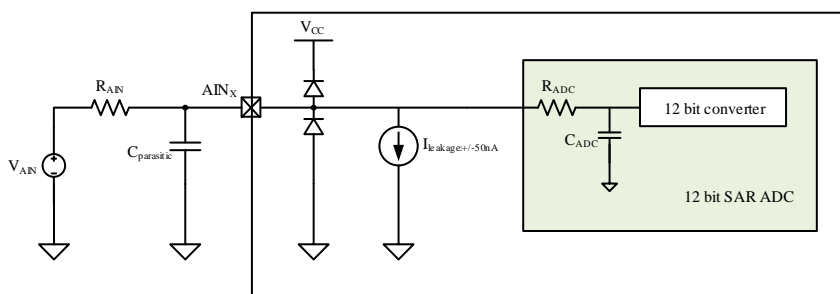 V_CC
R_AIN
AIN_X
R_ADC
12 bit converter
V_AIN
+
-
C_parasitic
I_leakage:+/-50nA
C_ADC
12 bit SAR ADC